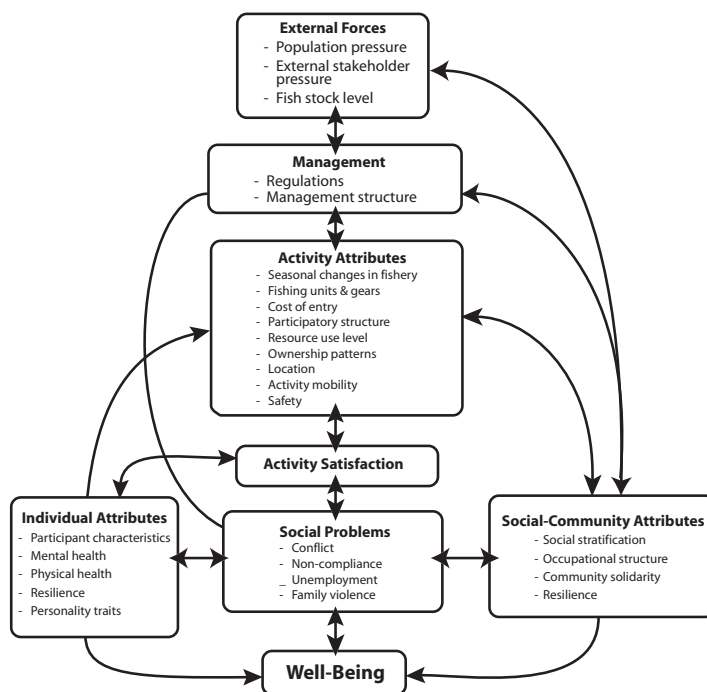 External Forces
- Population pressure
- External stakeholder
pressure
- Fish stock level
Management
- Regulations
- Management structure
Activity Attributes
- Seasonal changes in fishery
- Fishing units & gears
- Cost of entry
- Participatory structure
- Resource use level
- Ownership patterns
- Location
- Activity mobility
- Safety
Activity Satisfaction
Individual Attributes
- Participant characteristics
- Mental health
- Physical health
- Resilience
- Personality traits
Social Problems
- Conflict
- Non-compliance
_ Unemployment
- Family violence
Social-Community Attributes
- Social stratification
- Occupational structure
- Community solidarity
- Resilience
Well-Being